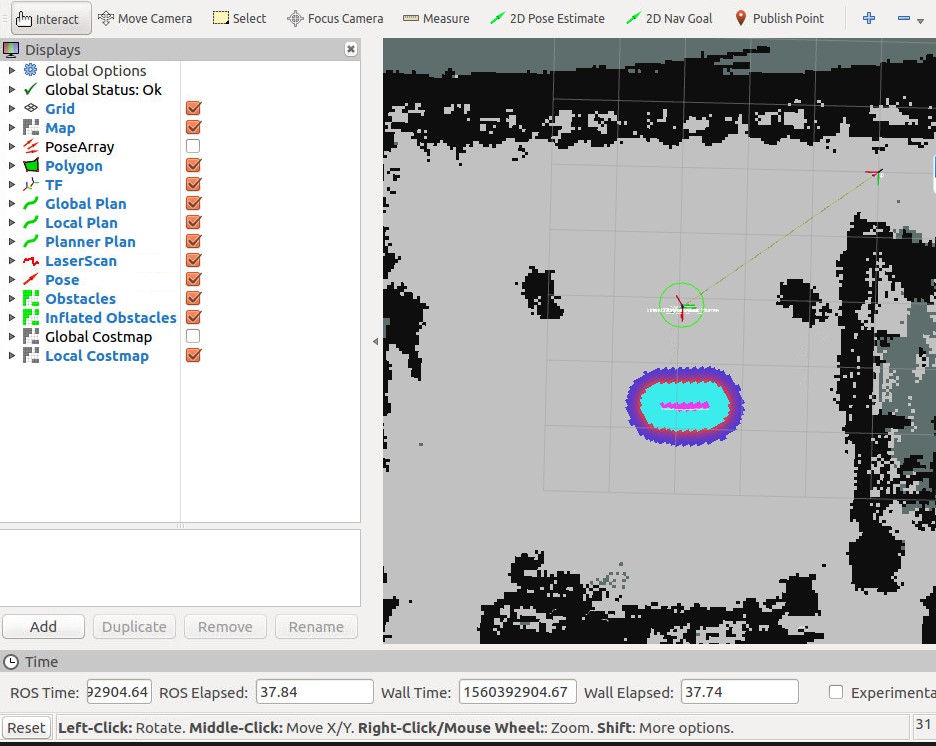 Interact Move Camera Select Focus Camera Measure 2D Pose Estimate 2D Nav Goal Publish Point
Displays
Global Options
Global Status: Ok
Grid
Map
PoseArray
Polygon
TF
Global Plan
Local Plan
Planner Plan
LaserScan
Pose
Obstacles
Inflated Obstacles
Global Costmap
Local Costmap
Add Duplicate Remove Rename
Time
ROS Time: 92904.64 ROS Elapsed: 37.84 Wall Time: 1560392904.67 Wall Elapsed: 37.74 Experimenta
Reset Left-Click: Rotate. Middle-Click: Move X/Y. Right-Click/Mouse Wheel:: Zoom. Shift: More options. 31